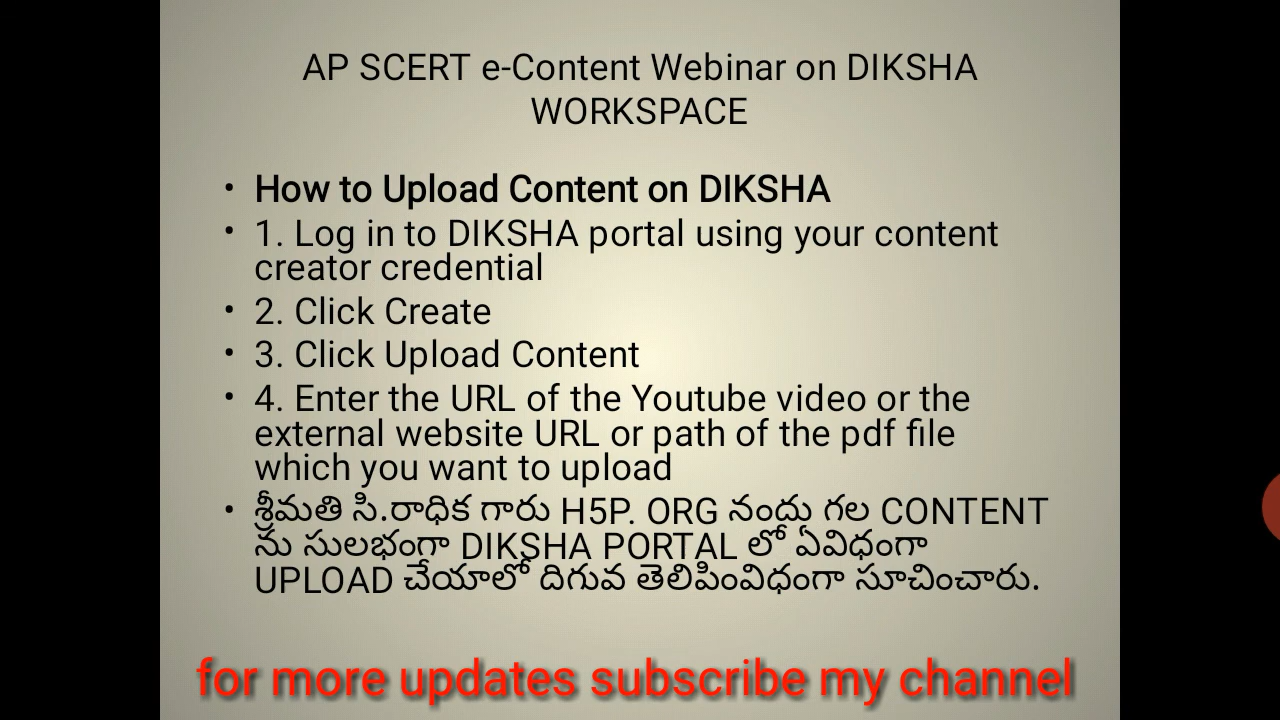 AP SCERT e-Content Webinar on DIKSHA
WORKSPACE
• How to Upload Content on DIKSHA
• 1. Log in to DIKSHA portal using your content
creator credential
• 2. Click Create
• 3. Click Upload Content
• 4. Enter the URL of the Youtube video or the
external website URL or path of the pdf file
which you want to upload
• శ్రీమతి సి.రాధిక గారు H5P. ORG నందు గల CONTENT
ను సులభంగా DIKSHA PORTAL లో ఏవిధంగా
UPLOAD చేయాలో దిగువ తెలిపింవిధంగా సూచించారు.
for more updates subscribe my channel